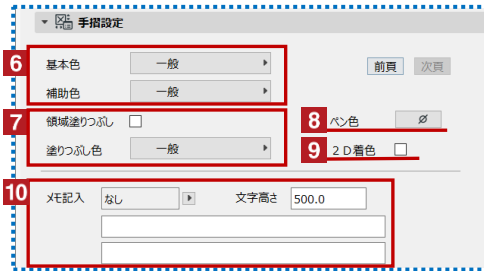 手摺設定
6 基本色 一般 前頁 次頁
補助色 一般
7 領域塗りつぶし 8 ペン色
塗りつぶし色 一般 9 2D着色
10 メモ記入 なし 文字高さ 500.0